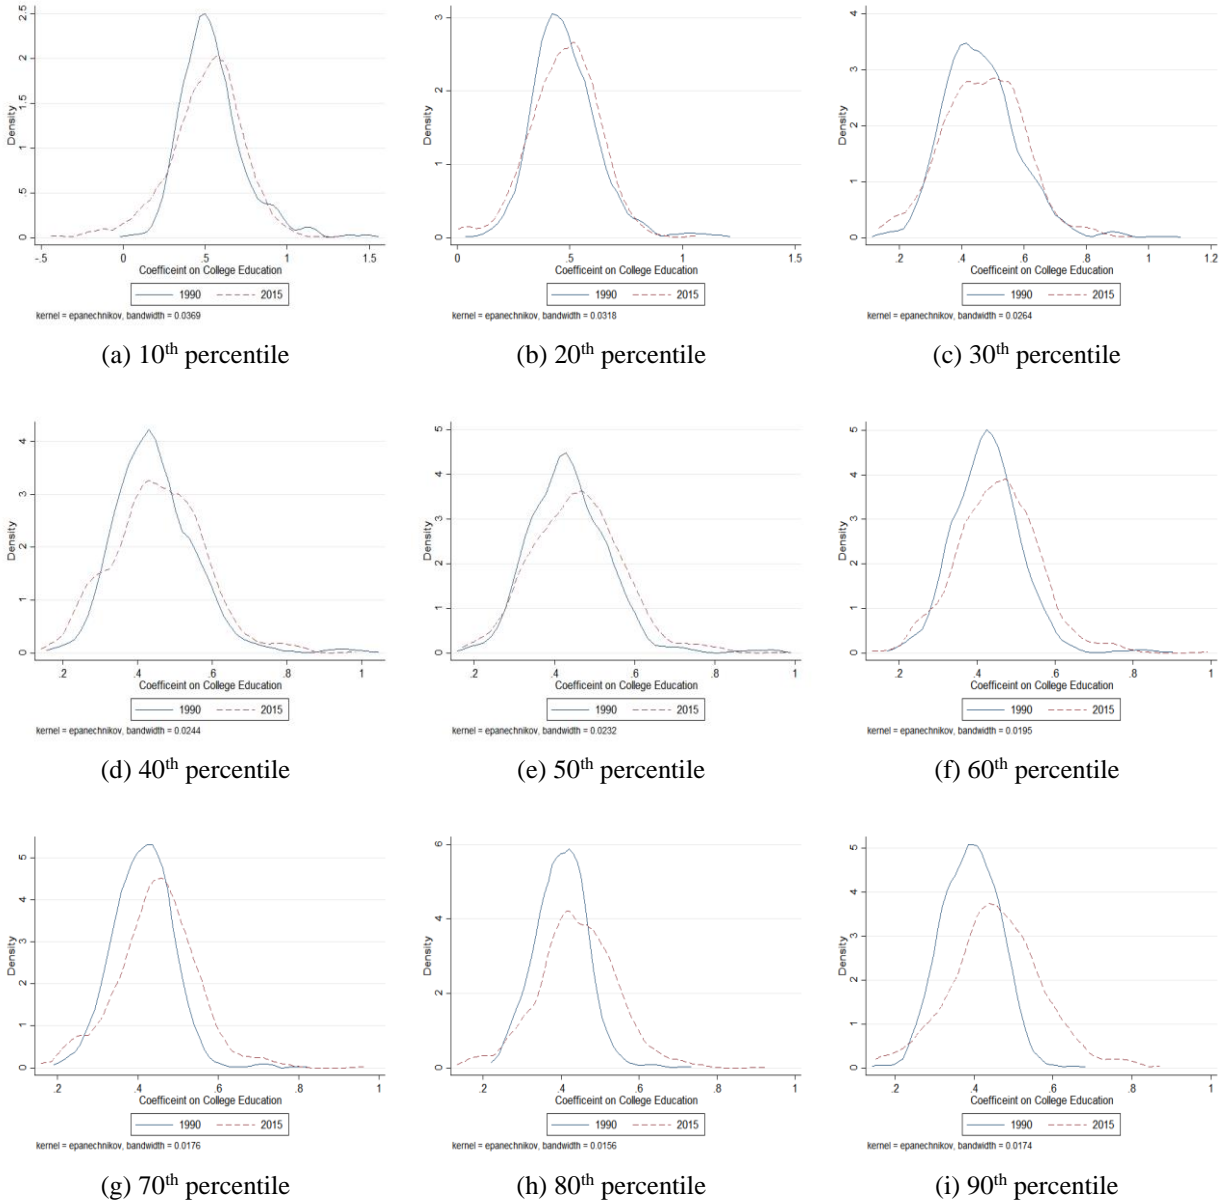 2.5
2
1.5
1
.5
0
Density
-.5 0 .5 1 1.5
Coefficeint on College Education
1990 2015
kernel = epanechnikov, bandwidth = 0.0369
(a) 10th percentile
3
2
1
0
Density
0 .5 1 1.5
Coefficeint on College Education
1990 2015
kernel = epanechnikov, bandwidth = 0.0318
(b) 20th percentile
4
3
2
1
0
Density
.2 .4 .6 .8 1 1.2
Coefficeint on College Education
1990 2015
kernel = epanechnikov, bandwidth = 0.0264
(c) 30th percentile
4
3
2
1
0
Density
.2 .4 .6 .8 1
Coefficeint on College Education
1990 2015
kernel = epanechnikov, bandwidth = 0.0244
(d) 40th percentile
5
4
3
2
1
0
Density
.2 .4 .6 .8 1
Coefficeint on College Education
1990 2015
kernel = epanechnikov, bandwidth = 0.0232
(e) 50th percentile
5
4
3
2
1
0
Density
.2 .4 .6 .8 1
Coefficeint on College Education
1990 2015
kernel = epanechnikov, bandwidth = 0.0195
(f) 60th percentile
5
4
3
2
1
0
Density
.2 .4 .6 .8 1
Coefficeint on College Education
1990 2015
kernel = epanechnikov, bandwidth = 0.0176
(g) 70th percentile
6
4
2
0
Density
.2 .4 .6 .8 1
Coefficeint on College Education
1990 2015
kernel = epanechnikov, bandwidth = 0.0156
(h) 80th percentile
5
4
3
2
1
0
Density
.2 .4 .6 .8 1
Coefficeint on College Education
1990 2015
kernel = epanechnikov, bandwidth = 0.0174
(i) 90th percentile